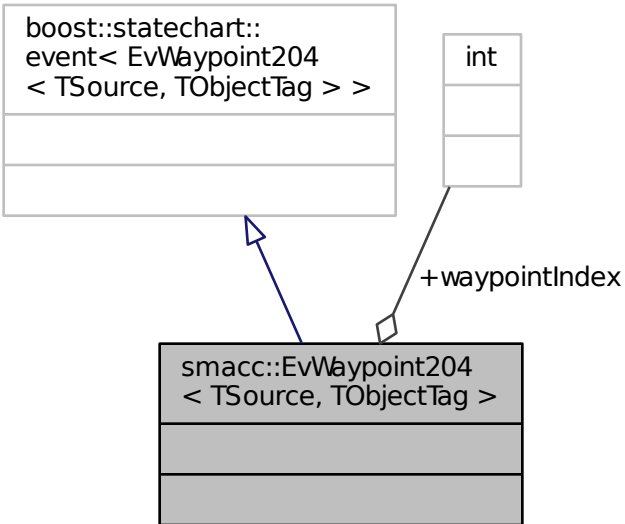 boost::statechart::
event< EvWaypoint204
< TSource, TObjectTag > >
int
+waypointIndex
smacc::EvWaypoint204
< TSource, TObjectTag >